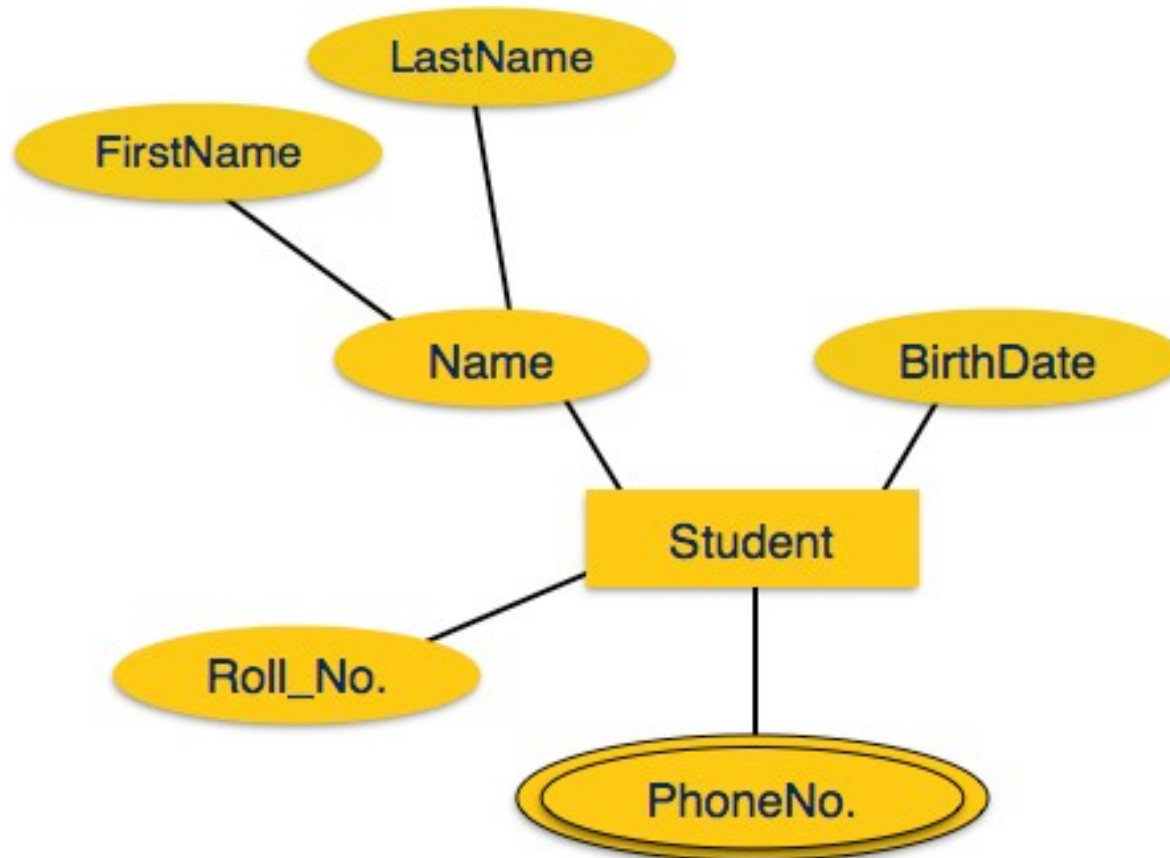 LastName
FirstName
Name
BirthDate
Student
Roll_No.
PhoneNo.